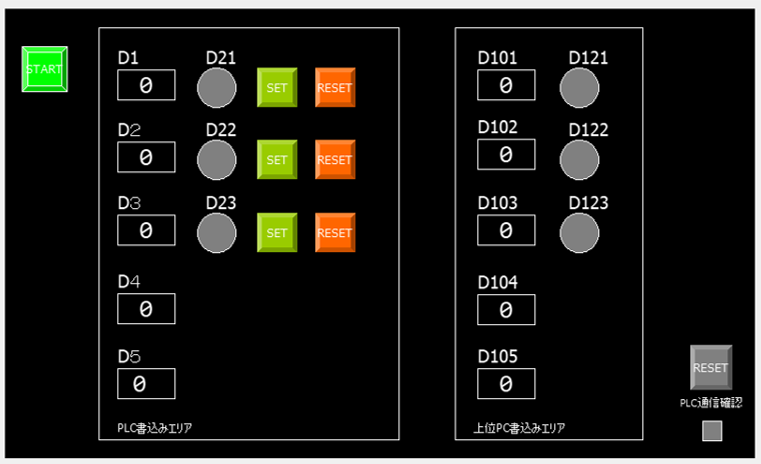 START
D1 D21
0 SET RESET
D2 D22
0 SET RESET
D3 D23
0 SET RESET
D4
0
D5
0
PLC書込みエリア
D101 D121
0
D102 D122
0
D103 D123
0
D104
0
D105
0
上位PC書込みエリア
RESET
PLC通信確認